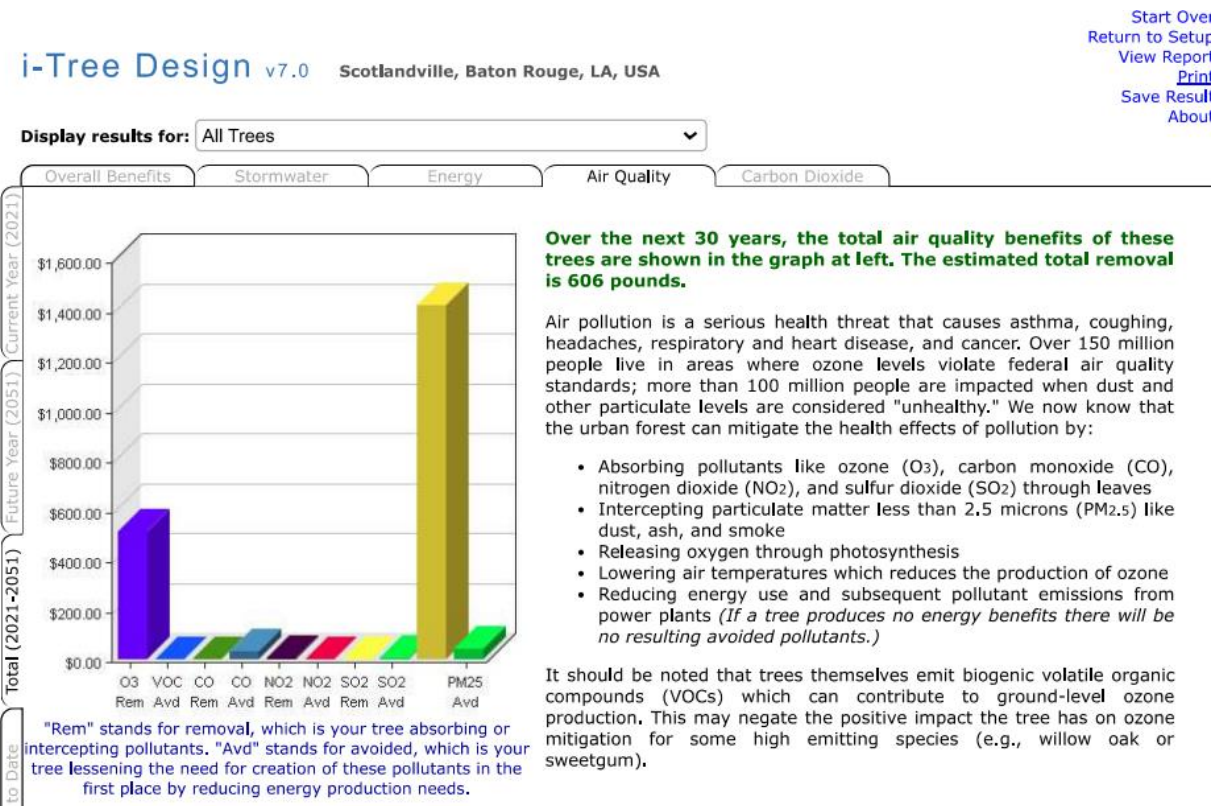 Start Over
Return to Setup
View Report
Print
Save Result
About
i-Tree Design v7.0 Scotlandville, Baton Rouge, LA, USA
Display results for: All Trees
Overall Benefits Stormwater Energy Air Quality Carbon Dioxide
Current Year (2021)
Future Year (2051)
Total (2021-2051)
to Date
$1,600.00
$1,400.00
$1,200.00
$1,000.00
$800.00
$600.00
$400.00
$200.00
$0.00
O3 VOC CO CO NO2 NO2 SO2 SO2 PM25
Rem Avd Rem Avd Rem Avd Rem Avd Avd
"Rem" stands for removal, which is your tree absorbing or
intercepting pollutants. "Avd" stands for avoided, which is your
tree lessening the need for creation of these pollutants in the
first place by reducing energy production needs.
Over the next 30 years, the total air quality benefits of these
trees are shown in the graph at left. The estimated total removal
is 606 pounds.
Air pollution is a serious health threat that causes asthma, coughing,
headaches, respiratory and heart disease, and cancer. Over 150 million
people live in areas where ozone levels violate federal air quality
standards; more than 100 million people are impacted when dust and
other particulate levels are considered "unhealthy." We now know that
the urban forest can mitigate the health effects of pollution by:
• Absorbing pollutants like ozone (O3), carbon monoxide (CO),
nitrogen dioxide (NO2), and sulfur dioxide (SO2) through leaves
• Intercepting particulate matter less than 2.5 microns (PM2.5) like
dust, ash, and smoke
• Releasing oxygen through photosynthesis
• Lowering air temperatures which reduces the production of ozone
• Reducing energy use and subsequent pollutant emissions from
power plants (If a tree produces no energy benefits there will be
no resulting avoided pollutants.)
It should be noted that trees themselves emit biogenic volatile organic
compounds (VOCs) which can contribute to ground-level ozone
production. This may negate the positive impact the tree has on ozone
mitigation for some high emitting species (e.g., willow oak or
sweetgum).